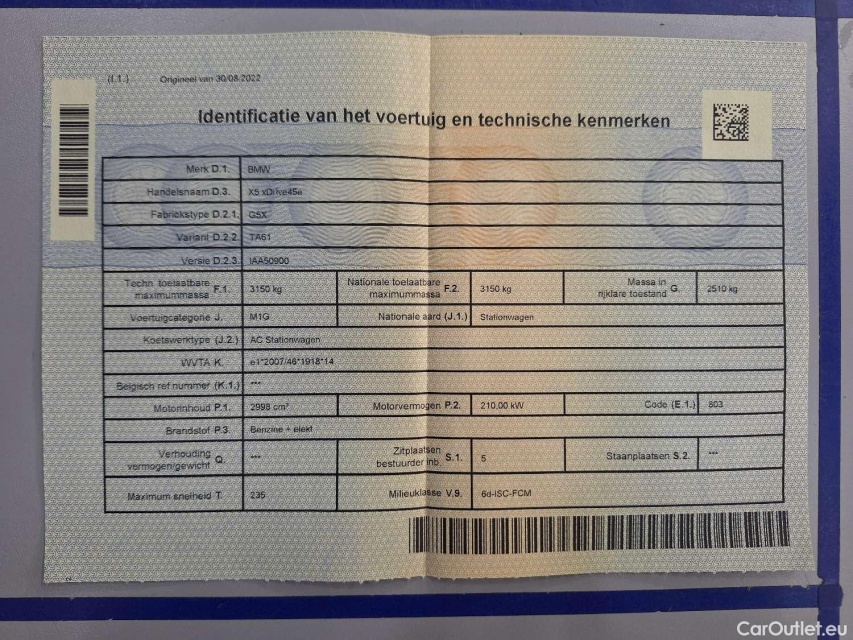 (I.1.) Origineel van 30/08/2022
Identificatie van het voertuig en technische kenmerken
Merk D.1. BMW
Handelsnaam D.3. X5 xDrive45e
Fabriekstype D.2.1. G5X
Variant D.2.2. TA61
Versie D.2.3. IAA50900
Techn toelaatbare maximummassa F.1. 3150 kg Nationale toelaatbare maximummassa F.2. 3150 kg Massa in rijklare toestand G. 2510 kg
Voertuigcategorie J. M1G Nationale aard (J.1.) Stationwagen
Koetswerktype (J.2.) AC Stationwagen
WVTA K. e1*2007/46*1918*14
Belgisch ref nummer (K.1.) ***
Motorinhoud P.1. 2998 cm³ Motorvermogen P.2. 210,00 kW Code (E.1.) 803
Brandstof P.3. Benzine + elekt
Verhouding vermogen/gewicht Q. *** Zitplaatsen bestuurder inb. S.1. 5 Staanplaatsen S.2. ***
Maximum snelheid T. 235 Milieuklasse V.9. 6d-ISC-FCM
CarOutlet.eu